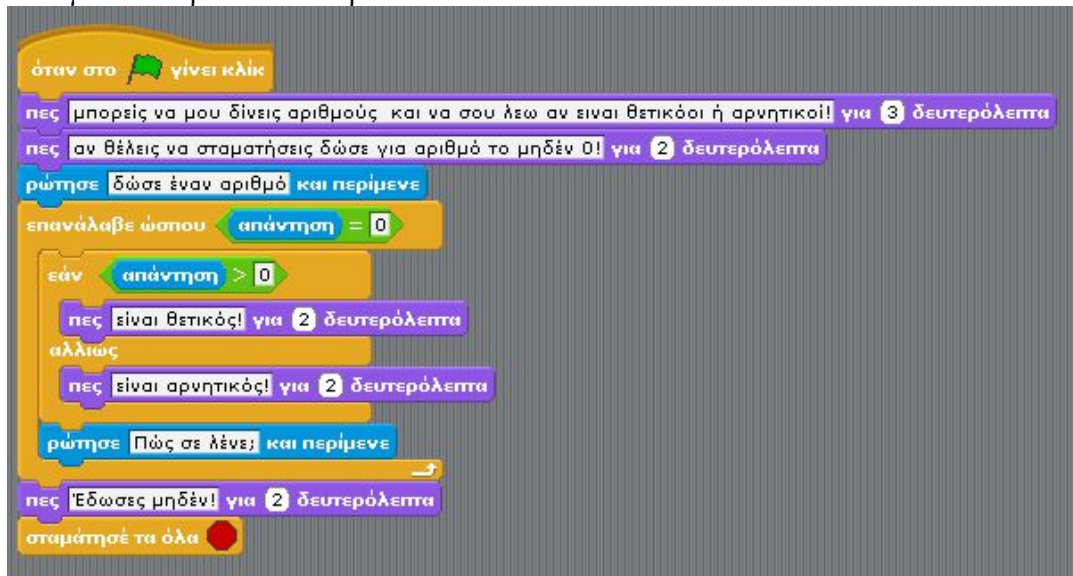 όταν στο γίνει κλίκ
πες μπορείς να μου δίνεις αριθμούς και να σου λεω αν ειναι θετικόοι ή αρνητικοί! για 3 δευτερόλεπτα
πες αν θέλεις να σταματήσεις δώσε για αριθμό το μηδέν 0! για 2 δευτερόλεπτα
ρώτησε δώσε έναν αριθμό και περίμενε
επανάλαβε ώσπου απάντηση = 0
εάν απάντηση > 0
πες είναι θετικός! για 2 δευτερόλεπτα
αλλιώς
πες είναι αρνητικός! για 2 δευτερόλεπτα
ρώτησε Πώς σε λένε; και περίμενε
πες Έδωσες μηδέν! για 2 δευτερόλεπτα
σταμάτησέ τα όλα